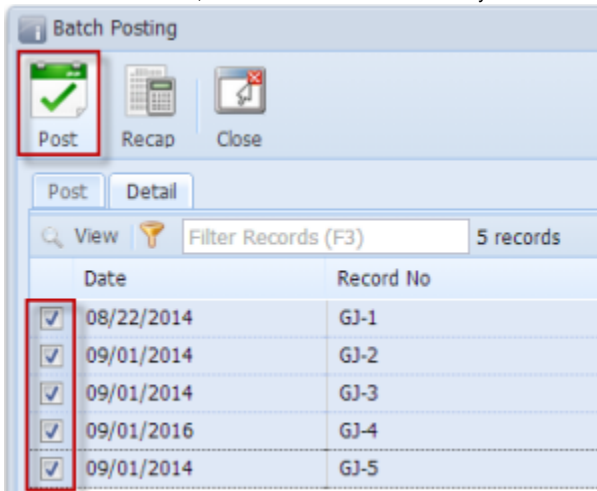 Batch Posting
Post Recap Close
Post Detail
View Filter Records (F3) 5 records
Date Record No
08/22/2014 GJ-1
09/01/2014 GJ-2
09/01/2014 GJ-3
09/01/2016 GJ-4
09/01/2014 GJ-5